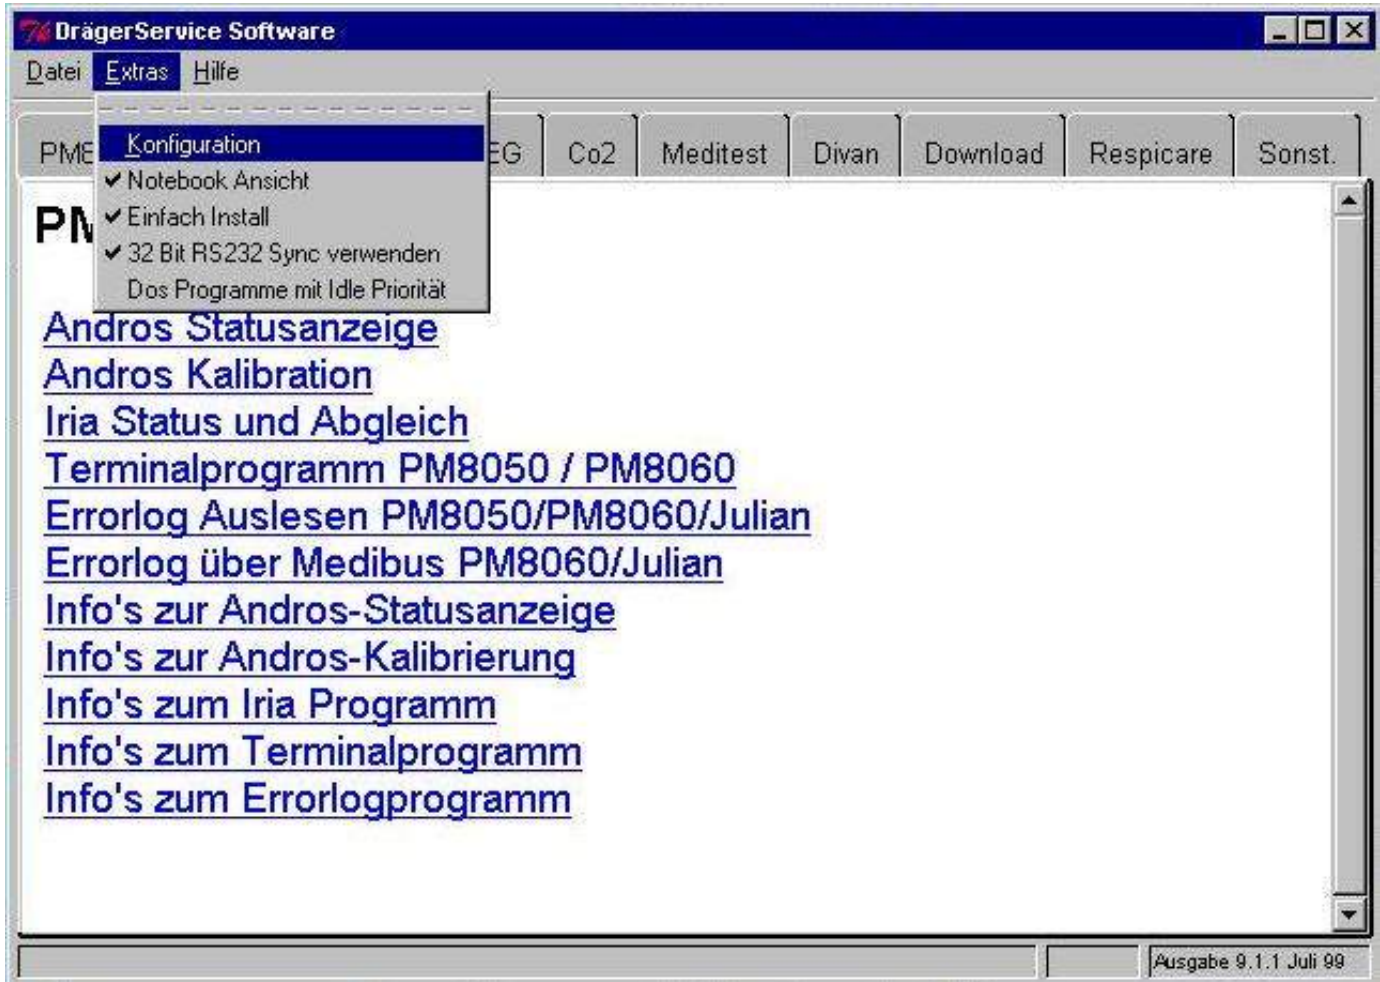 DrägerService Software
Datei Extras Hilfe
PM8 EG Co2 Meditest Divan Download Respicare Sonst.
Konfiguration
Notebook Ansicht
Einfach Install
32 Bit RS232 Sync verwenden
Dos Programme mit Idle Priorität
PM
Andros Statusanzeige
Andros Kalibration
Iria Status und Abgleich
Terminalprogramm PM8050 / PM8060
Errorlog Auslesen PM8050/PM8060/Julian
Errorlog über Medibus PM8060/Julian
Info's zur Andros-Statusanzeige
Info's zur Andros-Kalibrierung
Info's zum Iria Programm
Info's zum Terminalprogramm
Info's zum Errorlogprogramm
Ausgabe 9.1.1 Juli 99